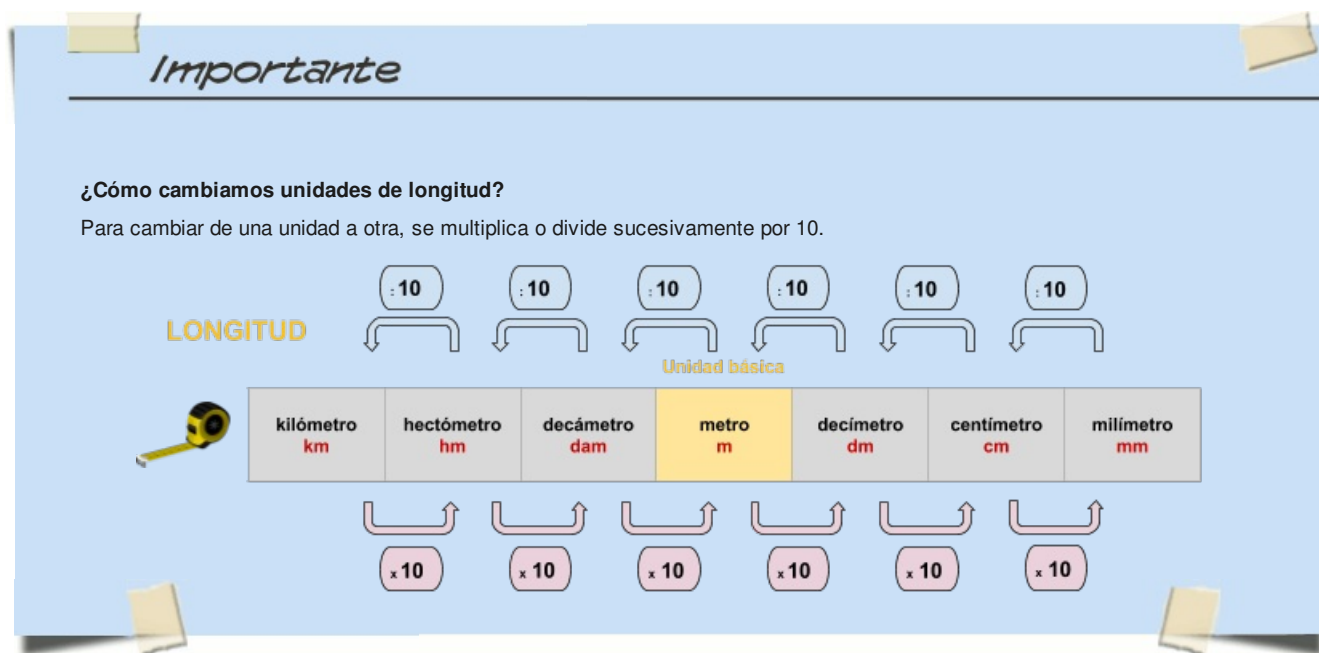 Importante
¿Cómo cambiamos unidades de longitud?
Para cambiar de una unidad a otra, se multiplica o divide sucesivamente por 10.
: 10 : 10 : 10 : 10 : 10 : 10
LONGITUD
Unidad básica
kilómetro hectómetro decámetro metro decímetro centímetro milímetro
km hm dam m dm cm mm
x 10 x 10 x 10 x 10 x 10 x 10